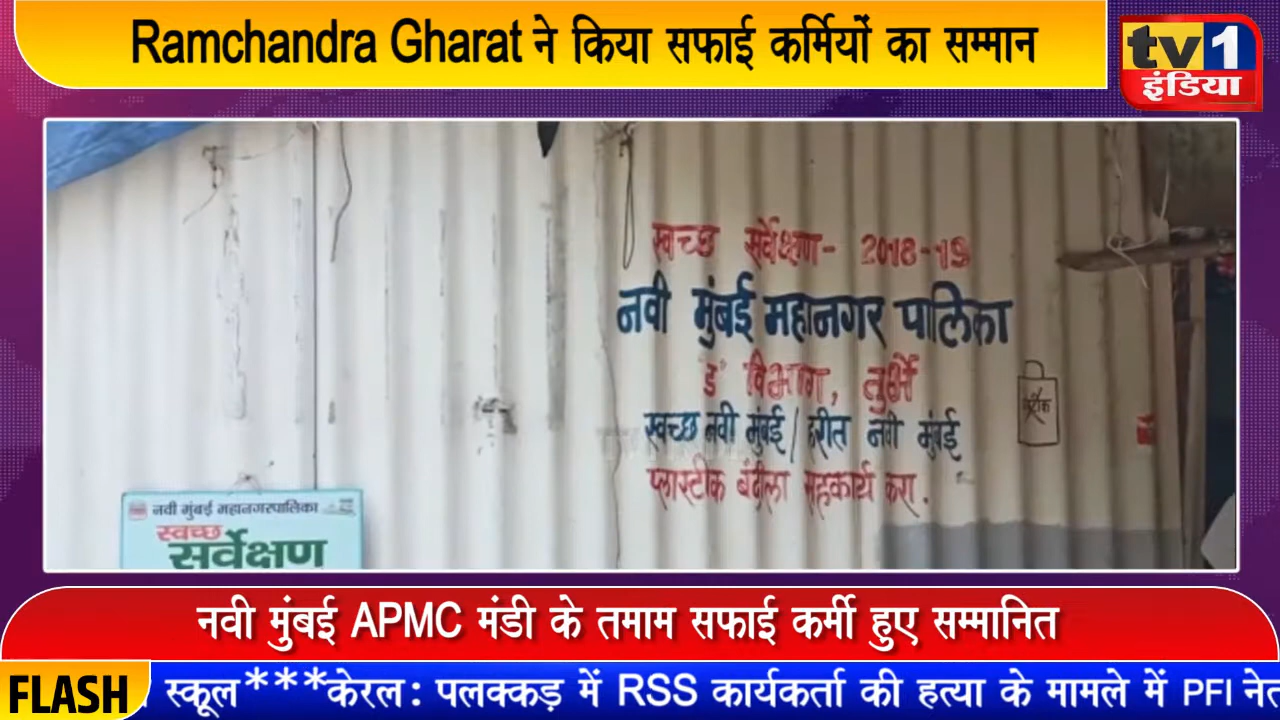 Ramchandra Gharat ने किया सफाई कर्मियों का सम्मान
tv1
इंडिया
स्वच्छ सर्वेक्षण- 2018-19
नवी मुंबई महानगर पालिका
ड विभाग, तुर्भे
स्वच्छ नवी मुंबई / हरीत नवी मुंबई
प्लास्टीक बंदीला सहकार्य करा.
नवी मुंबई महानगरपालिका
स्वच्छ
सर्वेक्षण
नवी मुंबई APMC मंडी के तमाम सफाई कर्मी हुए सम्मानित
FLASH
स्कूल***केरल: पलक्कड़ में RSS कार्यकर्ता की हत्या के मामले में PFI नेत